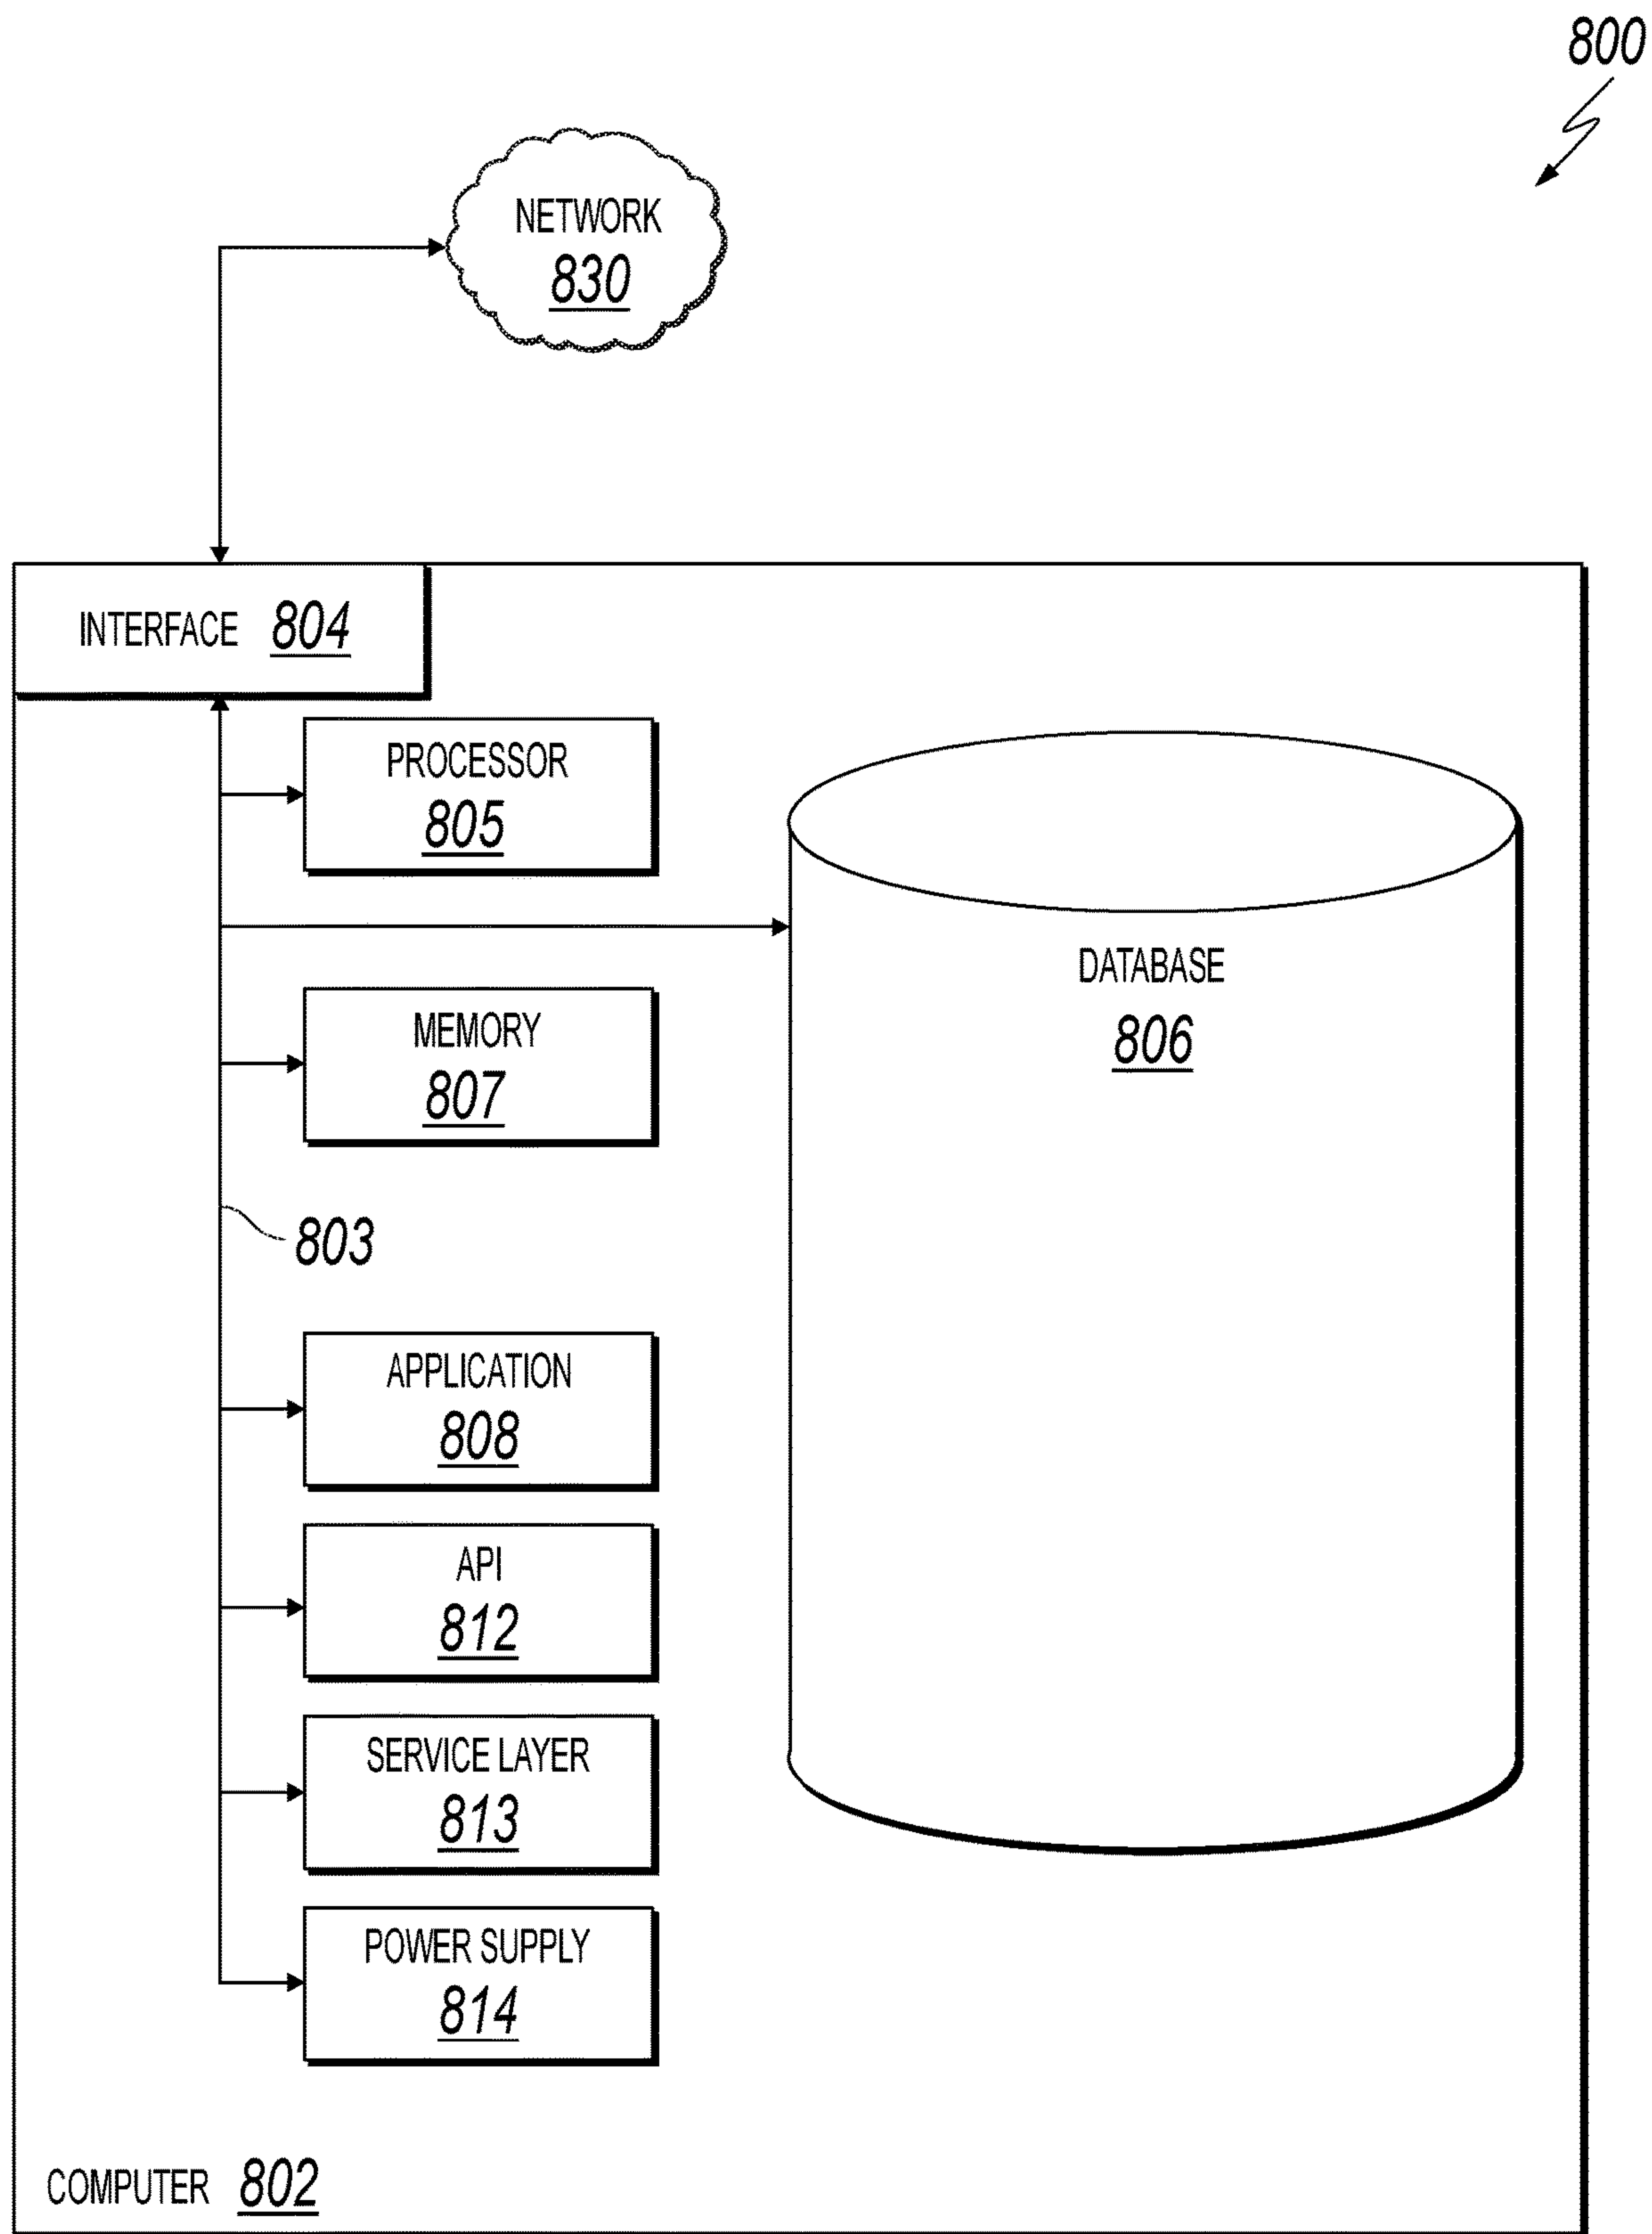 800
NETWORK
830
INTERFACE 804
PROCESSOR
805
DATABASE
806
MEMORY
807
803
APPLICATION
808
API
812
SERVICE LAYER
813
POWER SUPPLY
814
COMPUTER 802